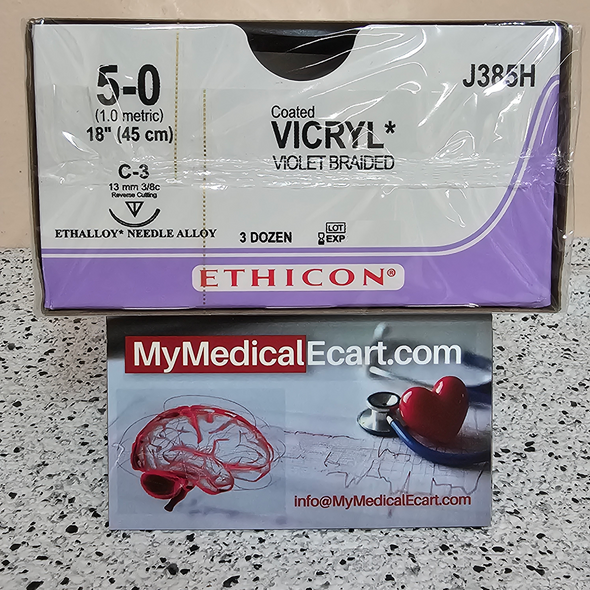 5-0
(1.0 metric)
18" (45 cm)
C-3
13 mm 3/8c
Reverse Cutting
ETHALLOY* NEEDLE ALLOY
J385H
Coated
VICRYL*
VIOLET BRAIDED
3 DOZEN
LOT
EXP
ETHICON®
MyMedicalEcart.com
info@MyMedicalEcart.com